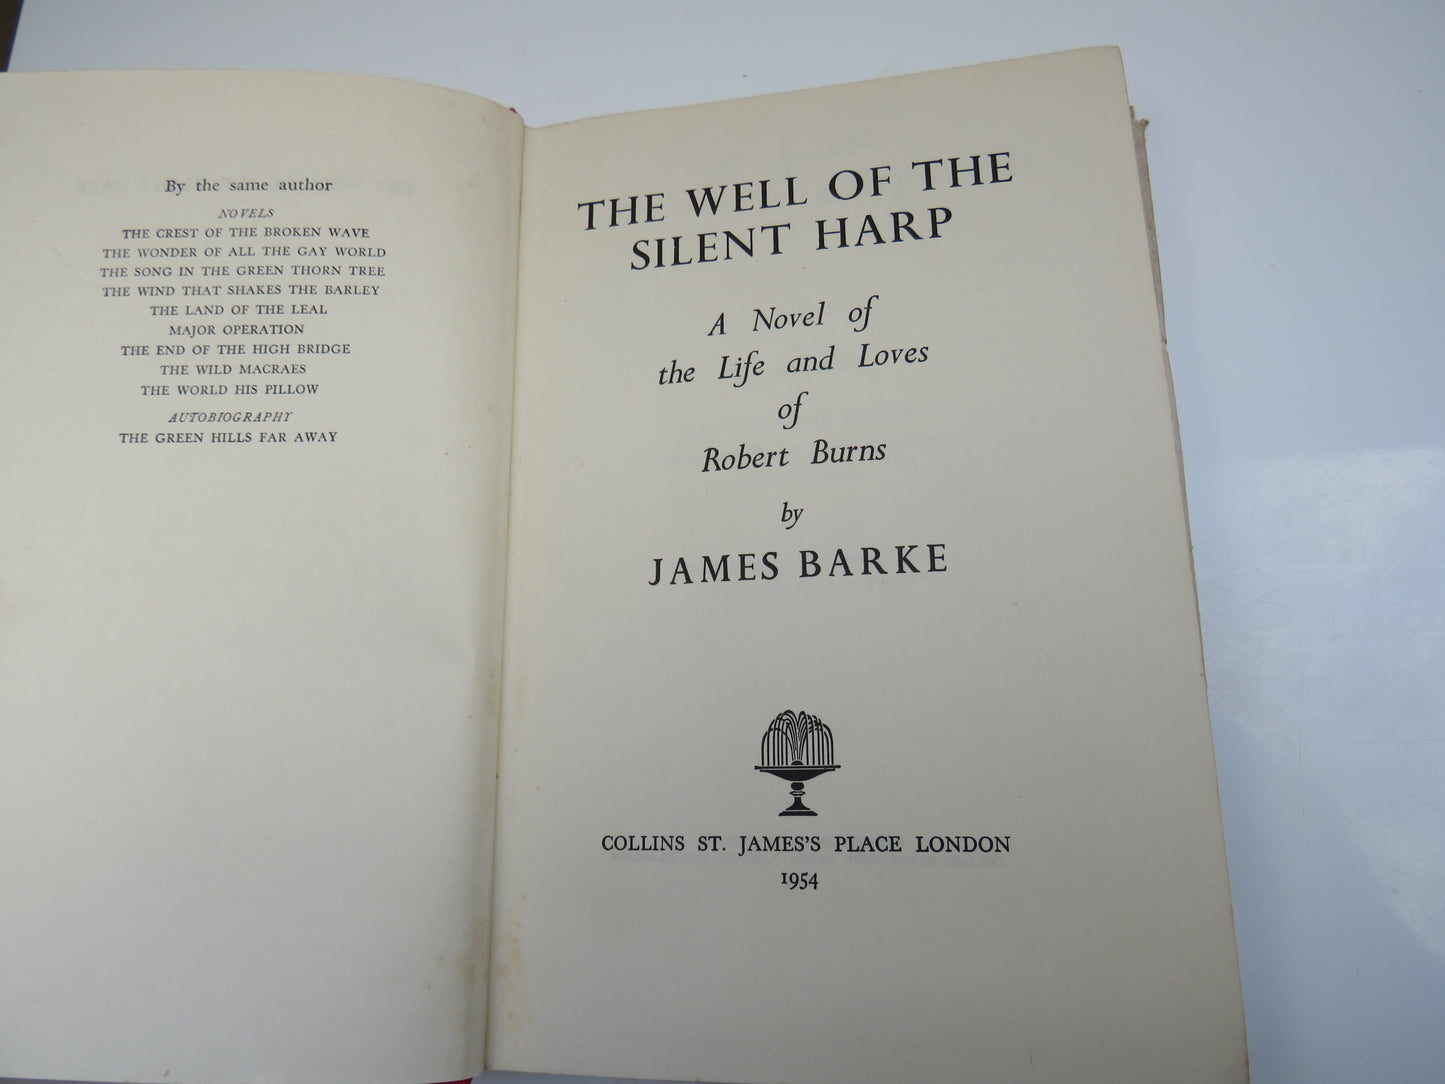 By the same author
NOVELS
THE CREST OF THE BROKEN WAVE
THE WONDER OF ALL THE GAY WORLD
THE SONG IN THE GREEN THORN TREE
THE WIND THAT SHAKES THE BARLEY
THE LAND OF THE LEAL
MAJOR OPERATION
THE END OF THE HIGH BRIDGE
THE WILD MACRAES
THE WORLD HIS PILLOW
AUTOBIOGRAPHY
THE GREEN HILLS FAR AWAY
THE WELL OF THE
SILENT HARP
A Novel of
the Life and Loves
of
Robert Burns
by
JAMES BARKE
COLLINS ST. JAMES'S PLACE LONDON
1954